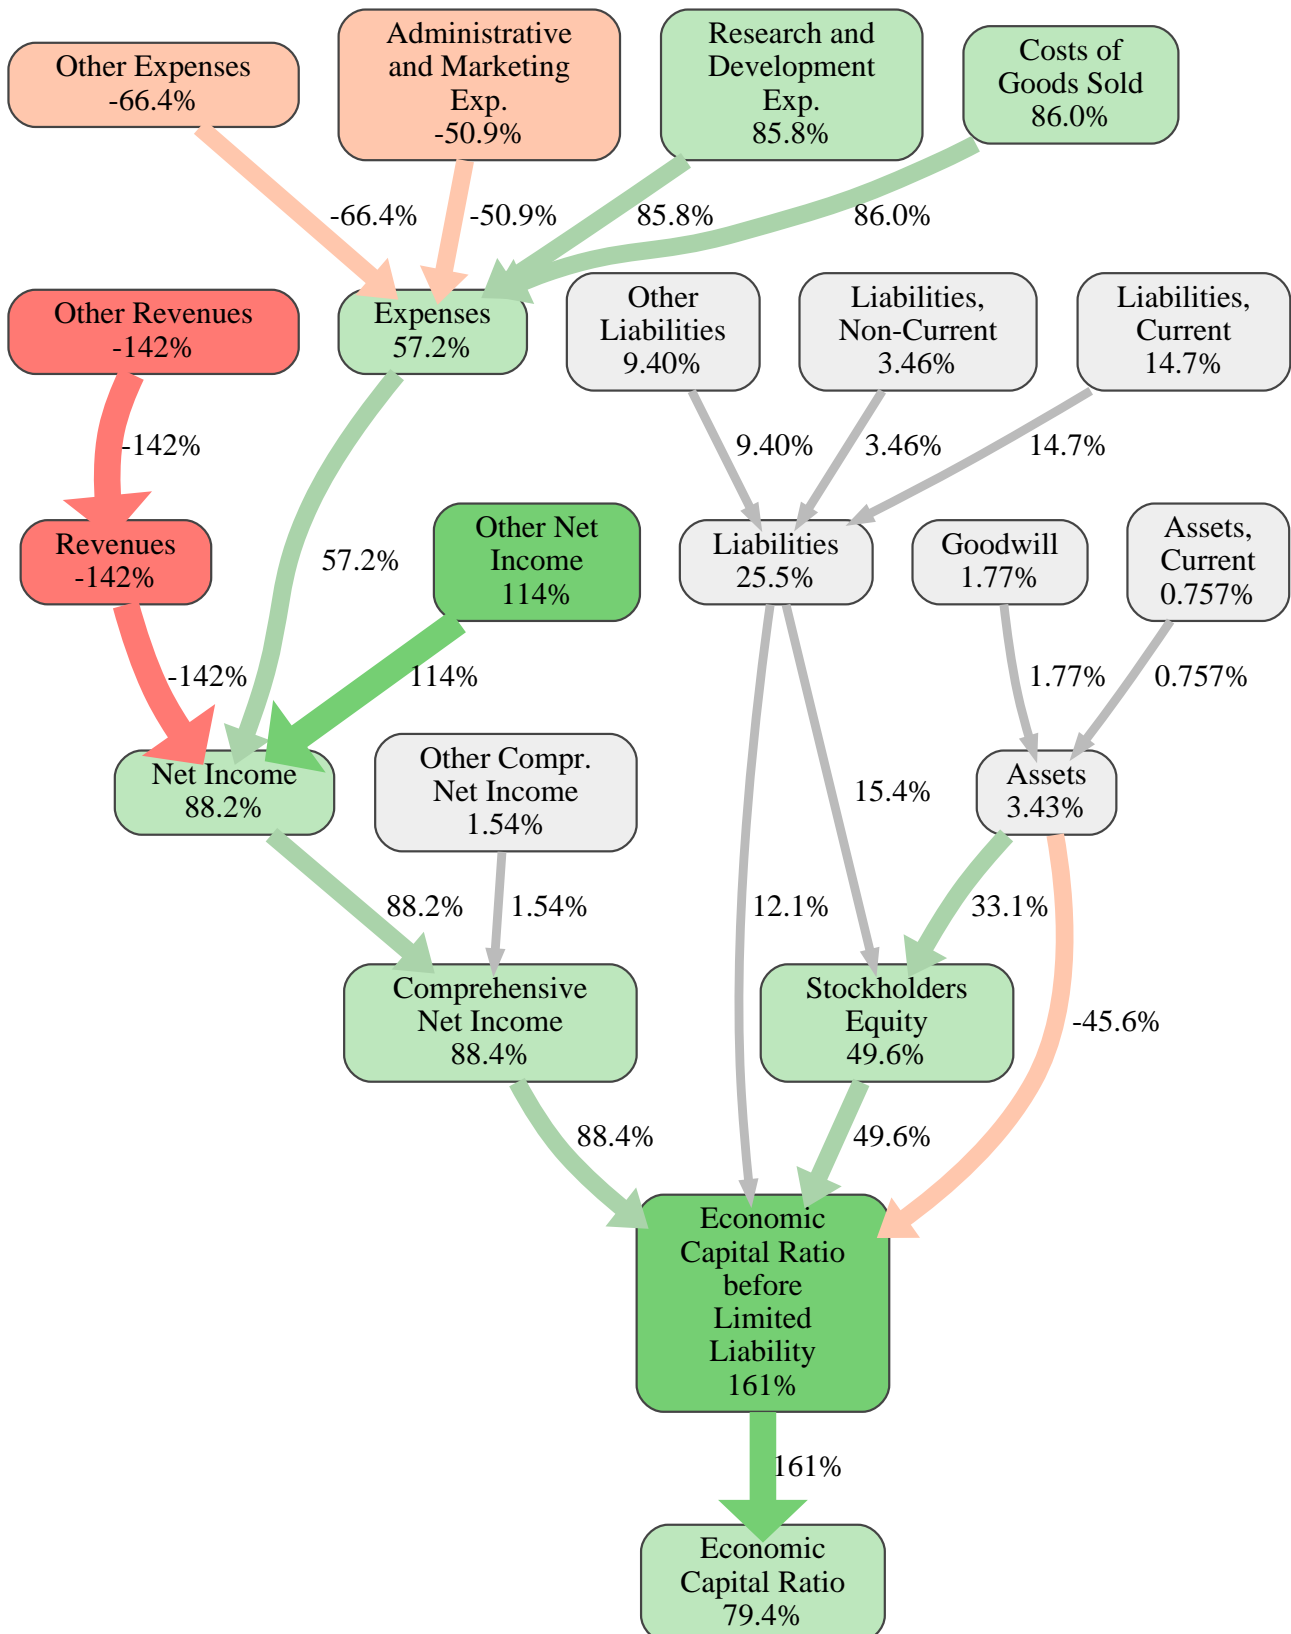 Other Expenses
-66.4%
Administrative
and Marketing
Exp.
-50.9%
Research and
Development
Exp.
85.8%
Costs of
Goods Sold
86.0%
-66.4%
-50.9%
85.8%
86.0%
Other Revenues
-142%
Expenses
57.2%
Other
Liabilities
9.40%
Liabilities,
Non-Current
3.46%
Liabilities,
Current
14.7%
-142%
9.40%
3.46%
14.7%
Revenues
-142%
57.2%
Other Net
Income
114%
Liabilities
25.5%
Goodwill
1.77%
Assets,
Current
0.757%
-142%
114%
1.77%
0.757%
Net Income
88.2%
Other Compr.
Net Income
1.54%
15.4%
Assets
3.43%
88.2%
1.54%
12.1%
33.1%
Comprehensive
Net Income
88.4%
Stockholders
Equity
49.6%
-45.6%
88.4%
49.6%
Economic
Capital Ratio
before
Limited
Liability
161%
161%
Economic
Capital Ratio
79.4%